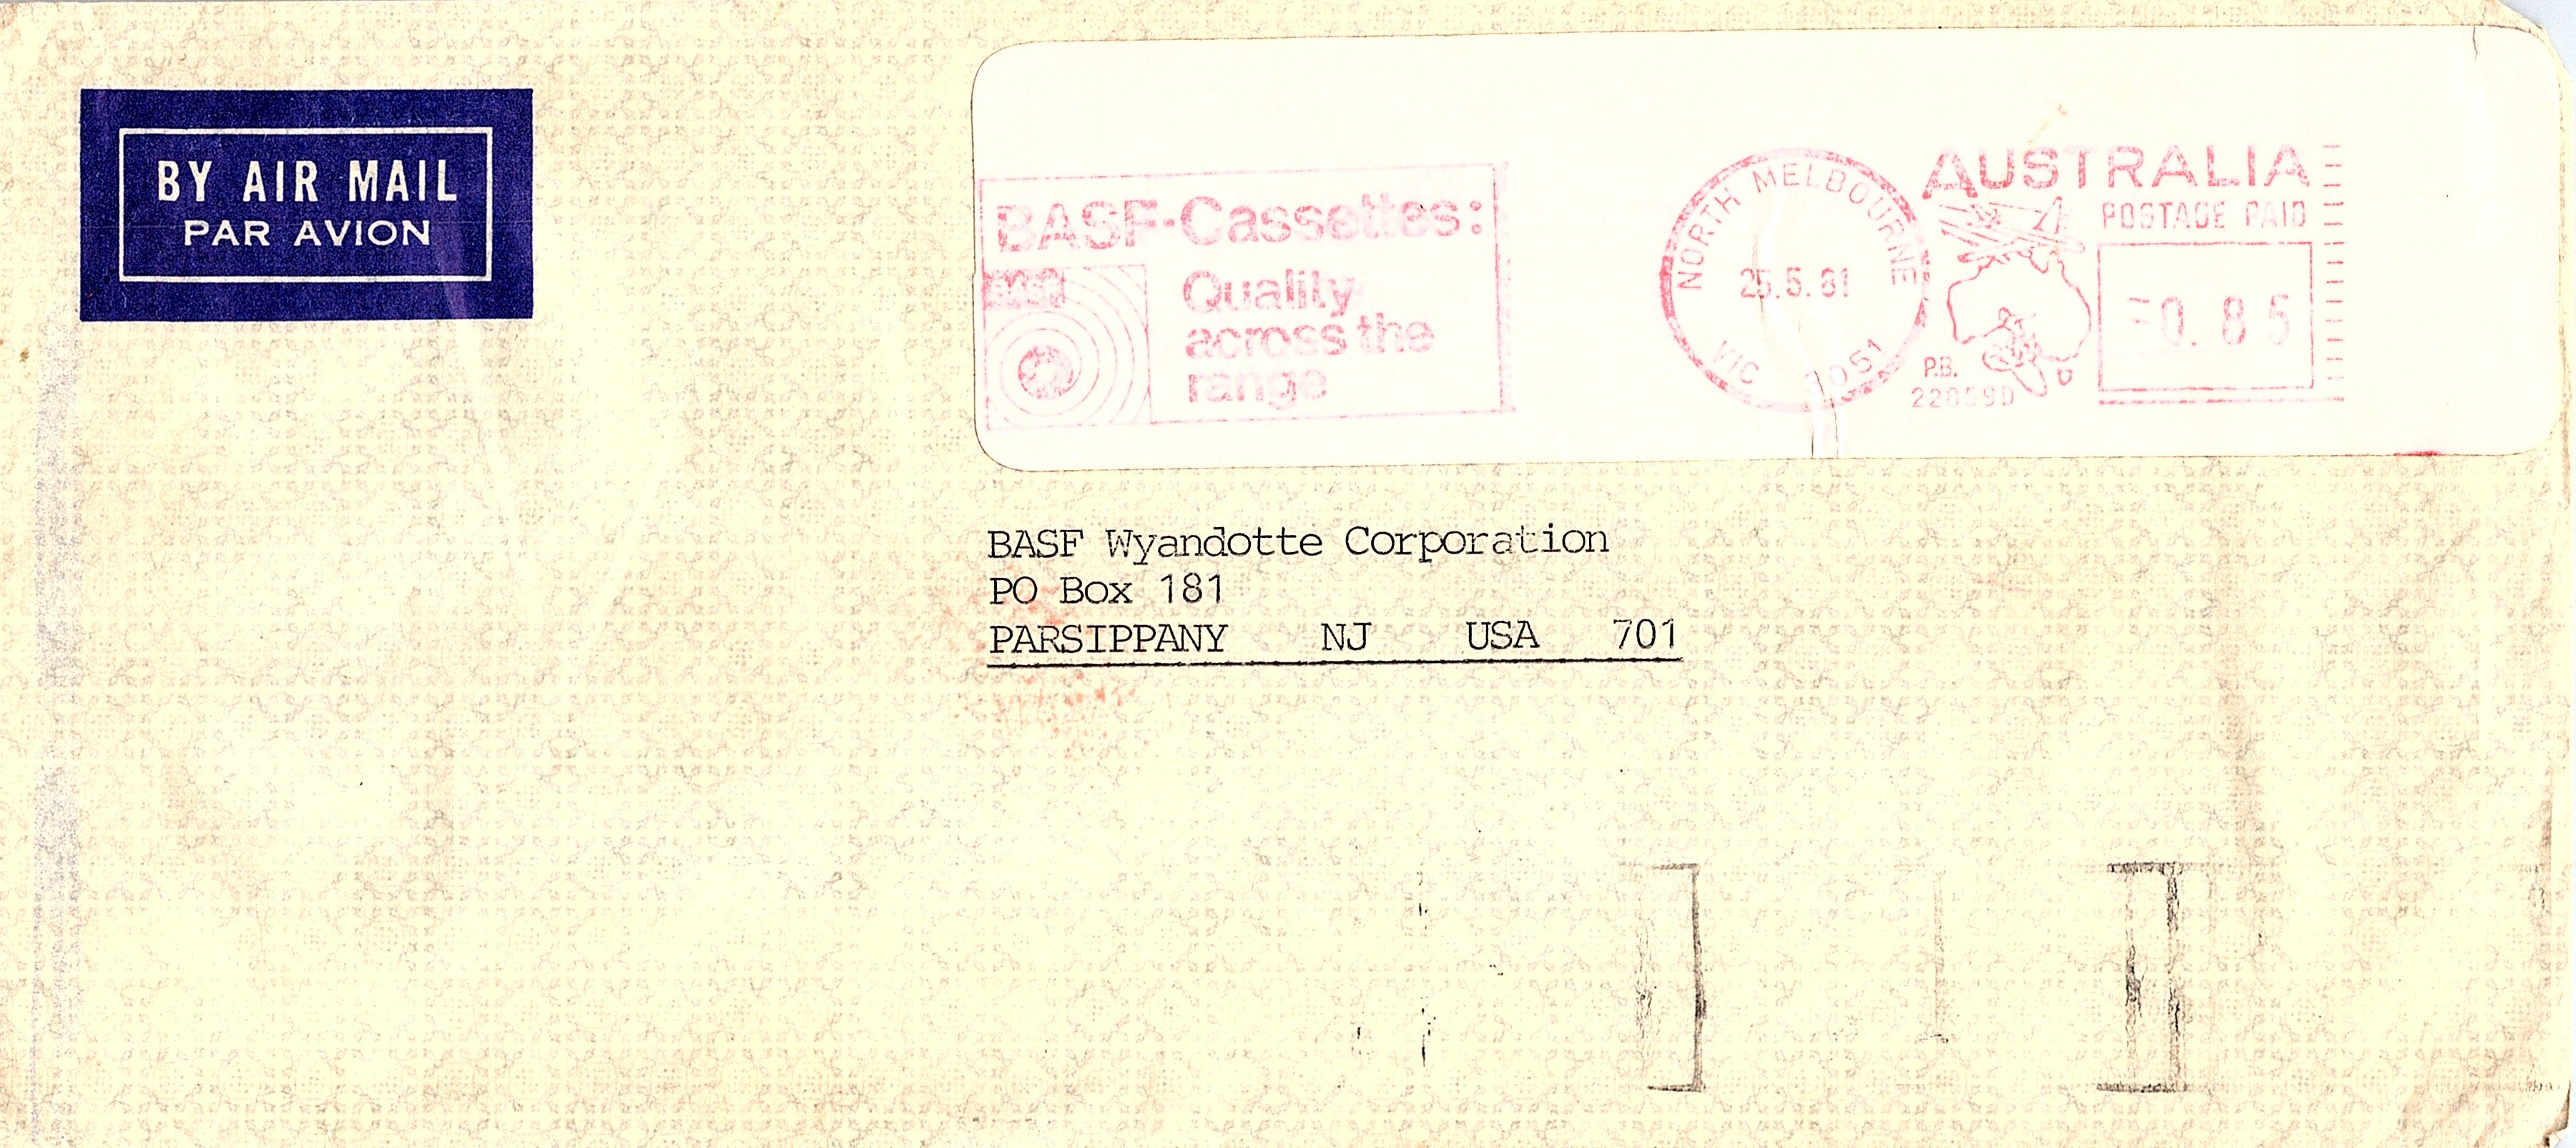 BY AIR MAIL
PAR AVION
BASF-Cassettes:
Quality
across the
range
NORTH MELBOURNE
25.5.81
VIC 3051
AUSTRALIA
POSTAGE PAID
=0.85
P.B.
BASF Wyandotte Corporation
PO Box 181
PARSIPPANY NJ USA 701